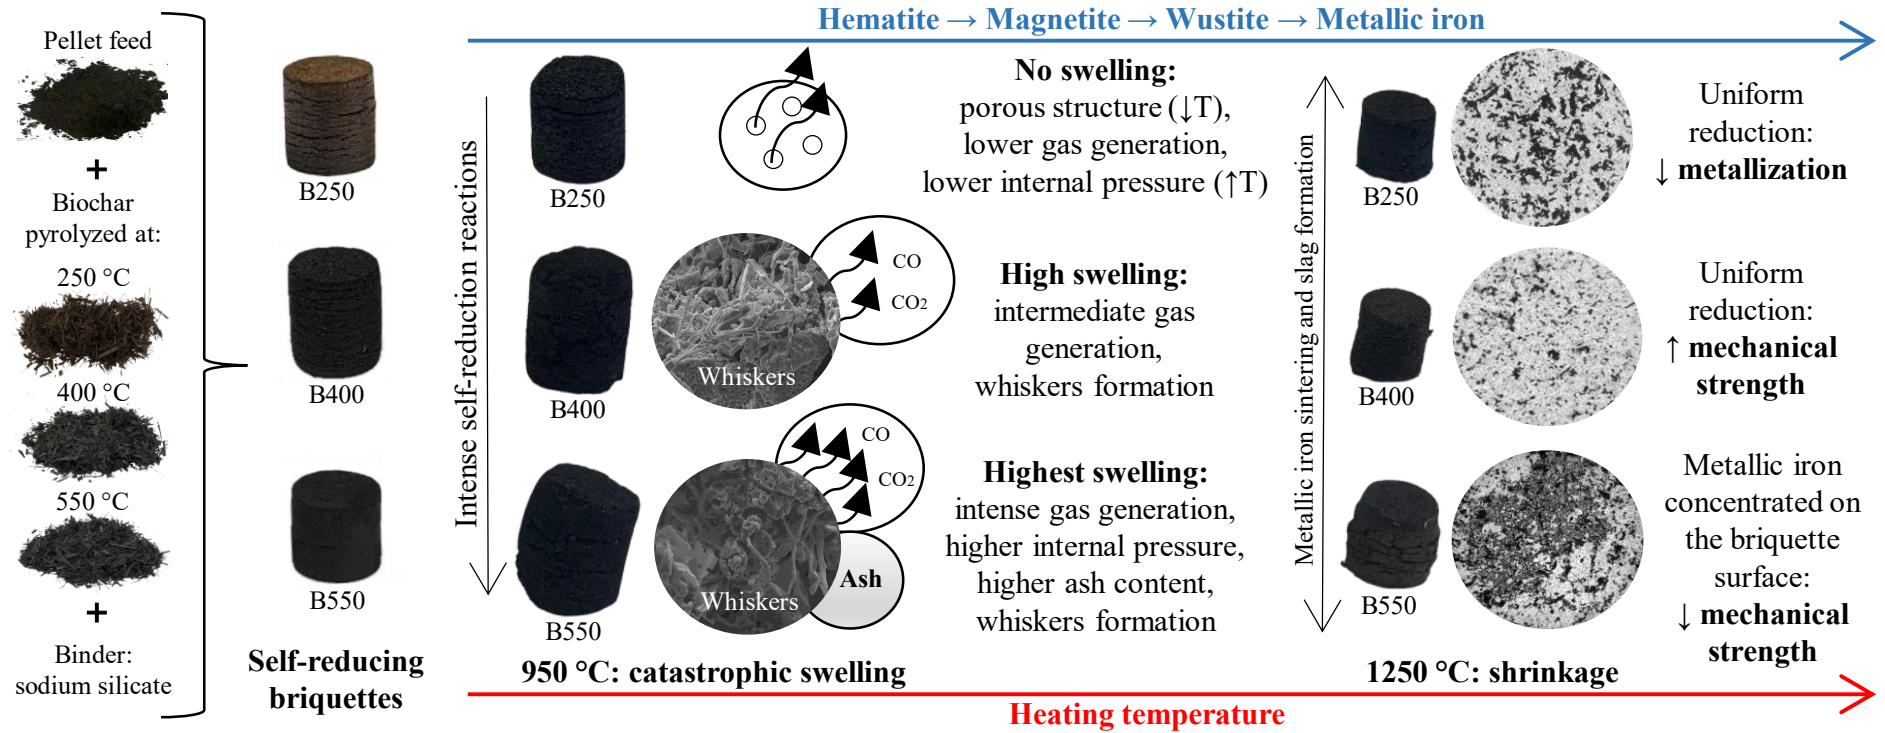 Pellet feed
+
Biochar
pyrolyzed at:
250 °C
400 °C
550 °C
+
Binder:
sodium silicate
B250
B400
B550
Self-reducing
briquettes
Hematite → Magnetite → Wustite → Metallic iron
Intense self-reduction reactions
B250
No swelling:
porous structure (↓T),
lower gas generation,
lower internal pressure (↑T)
B400
Whiskers
CO
CO2
High swelling:
intermediate gas
generation,
whiskers formation
B550
Whiskers
CO
CO2
Ash
Highest swelling:
intense gas generation,
higher internal pressure,
higher ash content,
whiskers formation
950 °C: catastrophic swelling
Metallic iron sintering and slag formation
B250
Uniform
reduction:
↓ metallization
B400
Uniform
reduction:
↑ mechanical
strength
B550
Metallic iron
concentrated on
the briquette
surface:
↓ mechanical
strength
1250 °C: shrinkage
Heating temperature